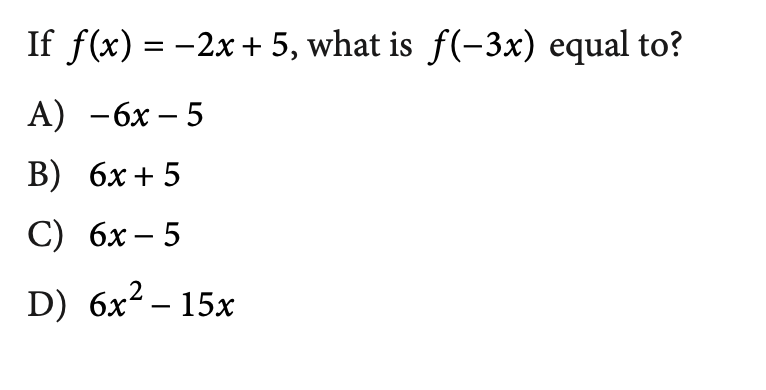 If f(x) = −2x + 5, what is f(−3x) equal to?
A) −6x − 5
B) 6x + 5
C) 6x − 5
D) 6x² − 15x